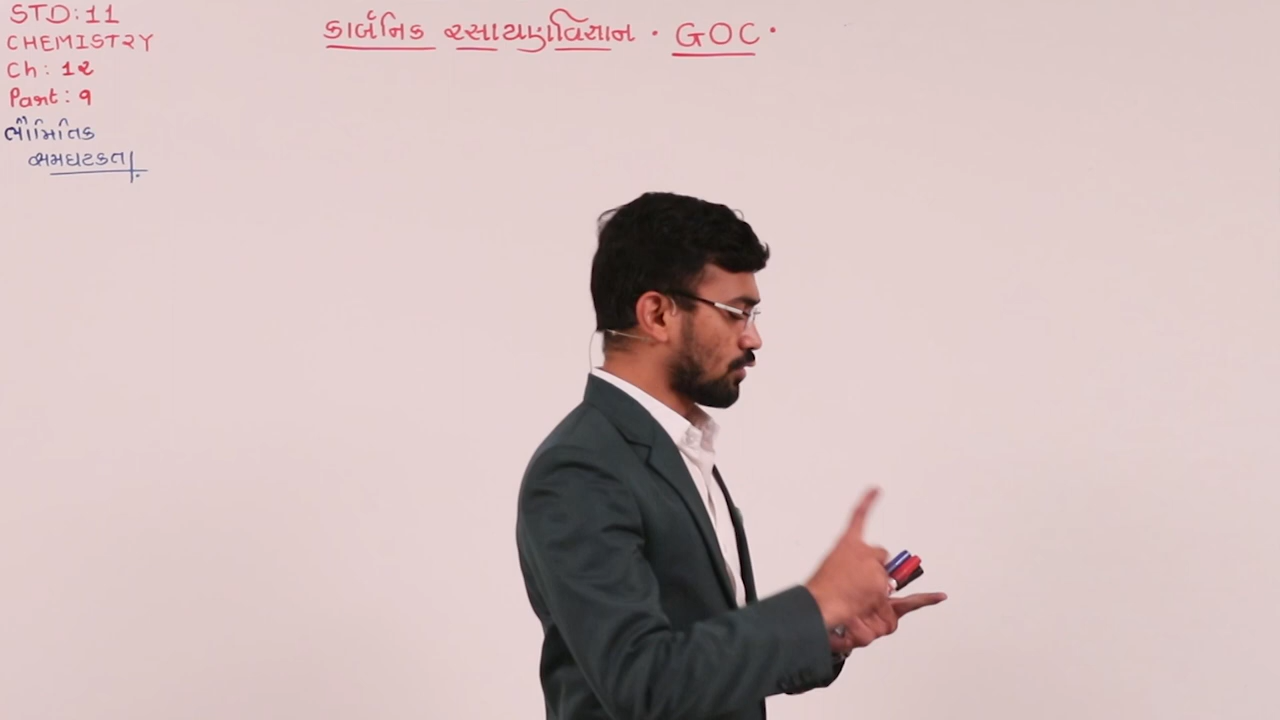 STD:11
CHEMISTRY
Ch: 12
Part: 9
ભૌમિતિક
સમઘટકતા.
કાર્બનિક રસાયણવિજ્ઞાન · GOC ·